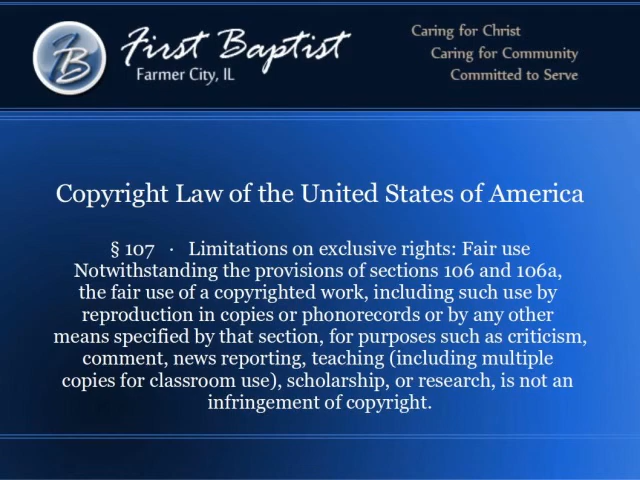 FB
First Baptist
Farmer City, IL
Caring for Christ
Caring for Community
Committed to Serve
Copyright Law of the United States of America
§ 107 · Limitations on exclusive rights: Fair use
Notwithstanding the provisions of sections 106 and 106a,
the fair use of a copyrighted work, including such use by
reproduction in copies or phonorecords or by any other
means specified by that section, for purposes such as criticism,
comment, news reporting, teaching (including multiple
copies for classroom use), scholarship, or research, is not an
infringement of copyright.